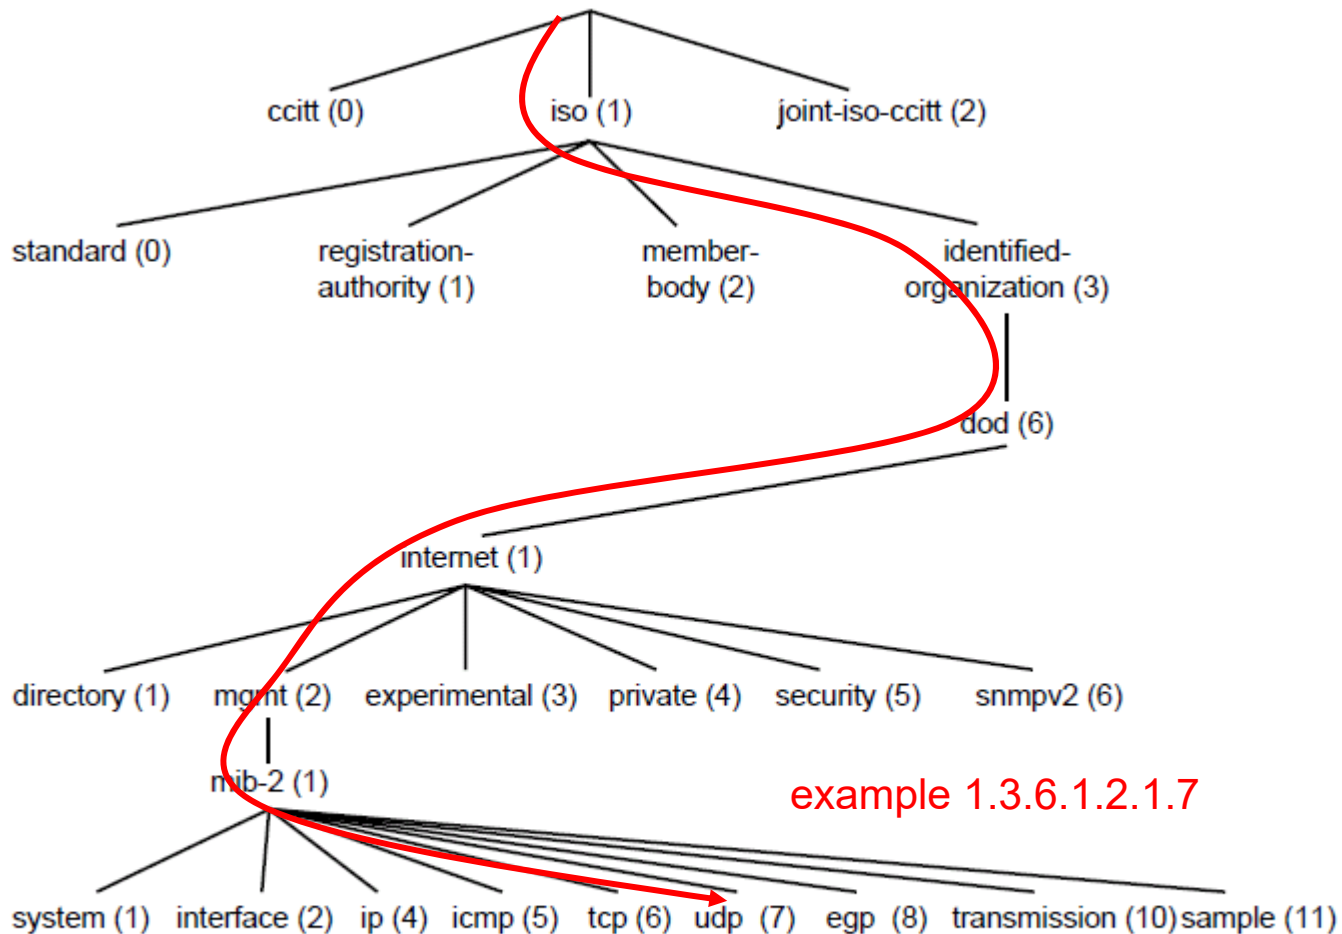 ccitt (0) iso (1) joint-iso-ccitt (2)
standard (0) registration- member- identified-
authority (1) body (2) organization (3)
dod (6)
internet (1)
directory (1) mgmt (2) experimental (3) private (4) security (5) snmpv2 (6)
mib-2 (1)
example 1.3.6.1.2.1.7
system (1) interface (2) ip (4) icmp (5) tcp (6) udp (7) egp (8) transmission (10) sample (11)